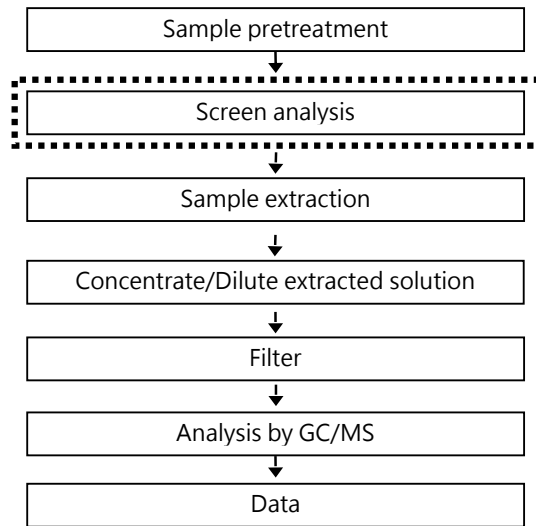 Sample pretreatment
Screen analysis
Sample extraction
Concentrate/Dilute extracted solution
Filter
Analysis by GC/MS
Data